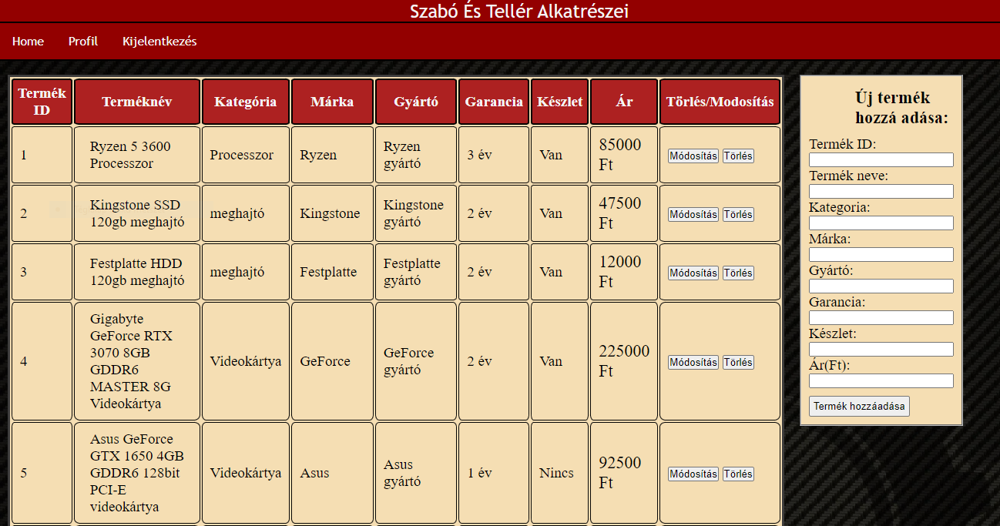 Szabó És Tellér Alkatrészei
Home Profil Kijelentkezés
Termék
ID
Terméknév
Kategória
Márka
Gyártó
Garancia
Készlet
Ár
Törlés/Modosítás
1
Ryzen 5 3600
Processzor
Processzor
Ryzen
Ryzen
gyártó
3 év
Van
85000
Ft
Módosítás Törlés
2
Kingstone SSD
120gb meghajtó
meghajtó
Kingstone
Kingstone
gyártó
2 év
Van
47500
Ft
Módosítás Törlés
3
Festplatte HDD
120gb meghajtó
meghajtó
Festplatte
Festplatte
gyártó
2 év
Van
12000
Ft
Módosítás Törlés
4
Gigabyte
GeForce RTX
3070 8GB
GDDR6
MASTER 8G
Videokártya
Videokártya
GeForce
GeForce
gyártó
2 év
Van
225000
Ft
Módosítás Törlés
5
Asus GeForce
GTX 1650 4GB
GDDR6 128bit
PCI-E
videokártya
Videokártya
Asus
Asus
gyártó
1 év
Nincs
92500
Ft
Módosítás Törlés
Új termék
hozzá adása:
Termék ID:
Termék neve:
Kategoria:
Márka:
Gyártó:
Garancia:
Készlet:
Ár(Ft):
Termék hozzáadása